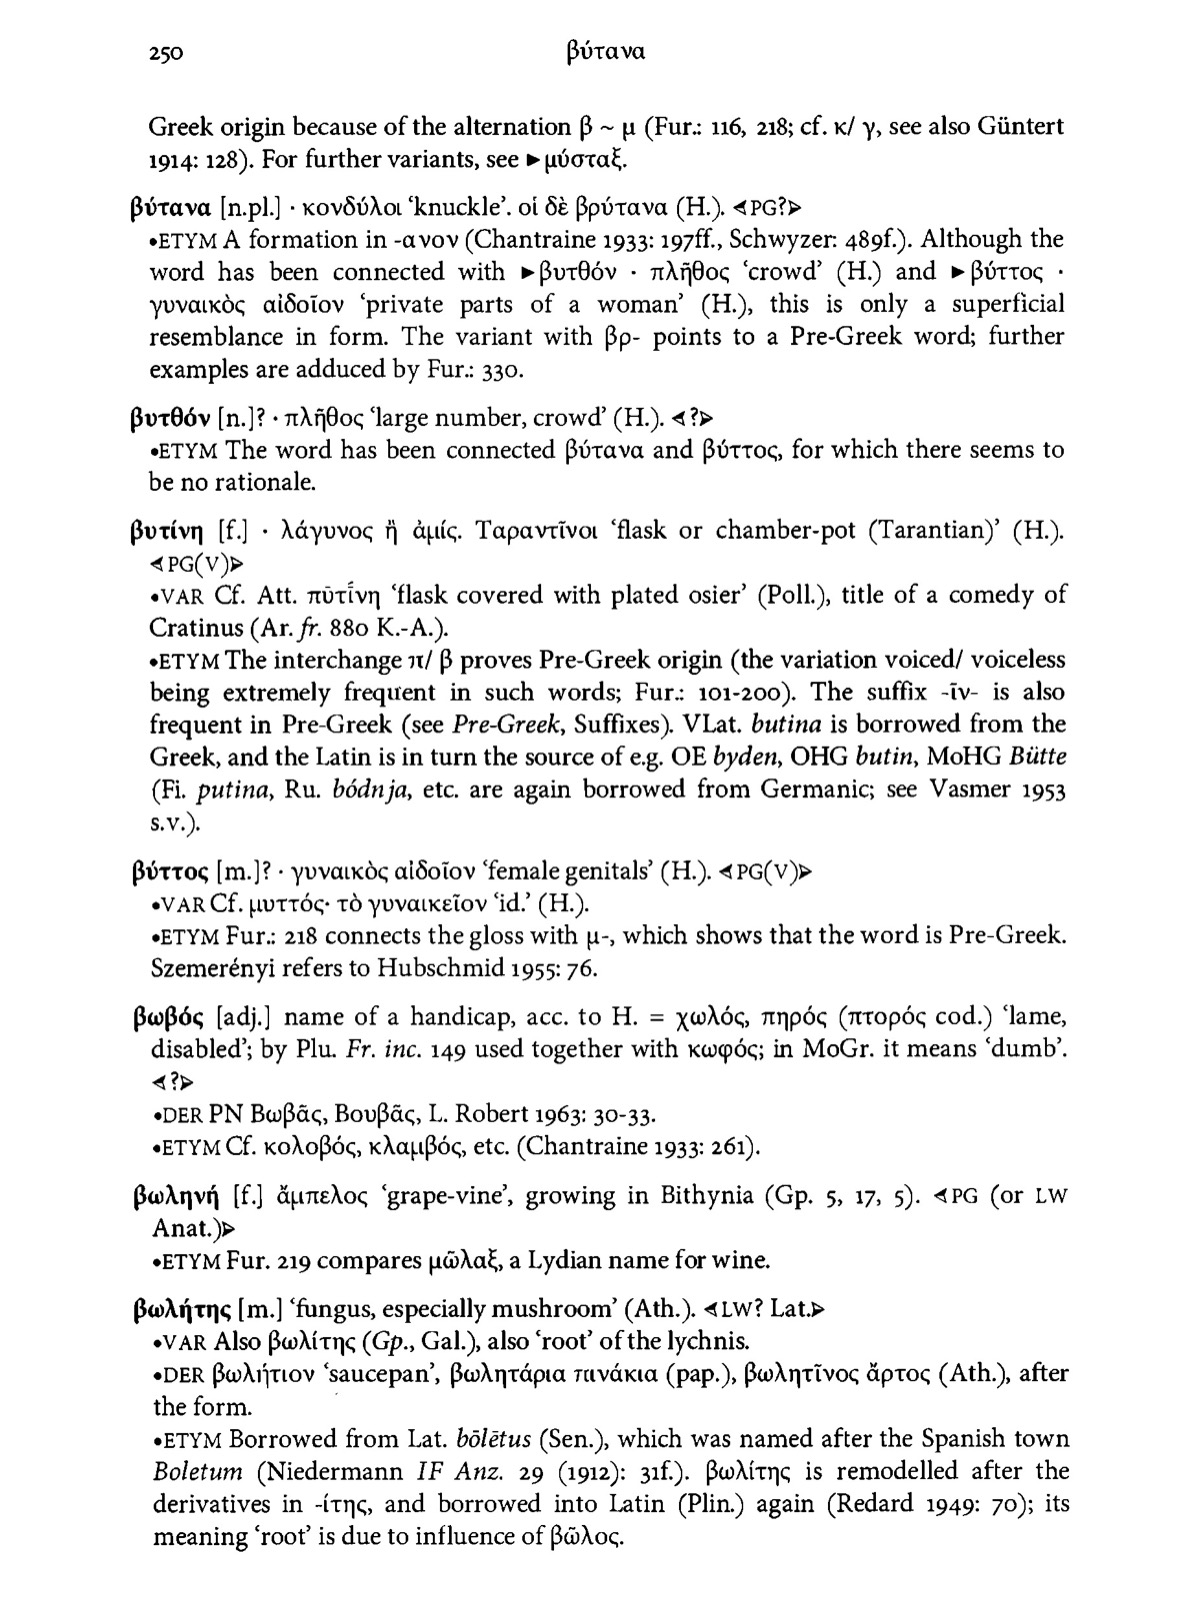 250
βύτανα
Greek origin because of the alternation β ~ μ (Fur.: 116, 218; cf. κ/ γ, see also Güntert
1914: 128). For further variants, see ►μύσταξ.
βύτανα [n.pl.] · κονδύλοι ‘knuckle’. οἱ δὲ βρύτανα (H.). ⋖PG?⋗
•ETYM A formation in -ανον (Chantraine 1933: 197ff., Schwyzer: 489f.). Although the
word has been connected with ►βυτθόν · πλῆθος ‘crowd’ (H.) and ►βύττος ·
γυναικὸς αἰδοῖον ‘private parts of a woman’ (H.), this is only a superficial
resemblance in form. The variant with βρ- points to a Pre-Greek word; further
examples are adduced by Fur.: 330.
βυτθόν [n.]? · πλῆθος ‘large number, crowd’ (H.). ⋖?⋗
•ETYM The word has been connected βύτανα and βύττος, for which there seems to
be no rationale.
βυτίνη [f.] · λάγυνος ἢ ἀμίς. Ταραντῖνοι ‘flask or chamber-pot (Tarantian)’ (H.).
⋖PG(V)⋗
•VAR Cf. Att. πῡτῑ́νη ‘flask covered with plated osier’ (Poll.), title of a comedy of
Cratinus (Ar. fr. 880 K.-A.).
•ETYM The interchange π/ β proves Pre-Greek origin (the variation voiced/ voiceless
being extremely frequent in such words; Fur.: 101-200). The suffix -ῑν- is also
frequent in Pre-Greek (see Pre-Greek, Suffixes). VLat. butina is borrowed from the
Greek, and the Latin is in turn the source of e.g. OE byden, OHG butin, MoHG Bütte
(Fi. putina, Ru. bódnja, etc. are again borrowed from Germanic; see Vasmer 1953
s.v.).
βύττος [m.]? · γυναικὸς αἰδοῖον ‘female genitals’ (H.). ⋖PG(V)⋗
•VAR Cf. μυττός· τὸ γυναικεῖον ‘id.’ (H.).
•ETYM Fur.: 218 connects the gloss with μ-, which shows that the word is Pre-Greek.
Szemerényi refers to Hubschmid 1955: 76.
βωβός [adj.] name of a handicap, acc. to H. = χωλός, πηρός (πτορός cod.) ‘lame,
disabled’; by Plu. Fr. inc. 149 used together with κωφός; in MoGr. it means ‘dumb’.
⋖?⋗
•DER PN Βωβᾶς, Βουβᾶς, L. Robert 1963: 30-33.
•ETYM Cf. κολοβός, κλαμβός, etc. (Chantraine 1933: 261).
βωληνή [f.] ἄμπελος ‘grape-vine’, growing in Bithynia (Gp. 5, 17, 5). ⋖PG (or LW
Anat.)⋗
•ETYM Fur. 219 compares μῶλαξ, a Lydian name for wine.
βωλήτης [m.] ‘fungus, especially mushroom’ (Ath.). ⋖LW? Lat.⋗
•VAR Also βωλίτης (Gp., Gal.), also ‘root’ of the lychnis.
•DER βωλήτιον ‘saucepan’, βωλητάρια πινάκια (pap.), βωλητῖνος ἄρτος (Ath.), after
the form.
•ETYM Borrowed from Lat. bōlētus (Sen.), which was named after the Spanish town
Boletum (Niedermann IF Anz. 29 (1912): 31f.). βωλίτης is remodelled after the
derivatives in -ίτης, and borrowed into Latin (Plin.) again (Redard 1949: 70); its
meaning ‘root’ is due to influence of βῶλος.